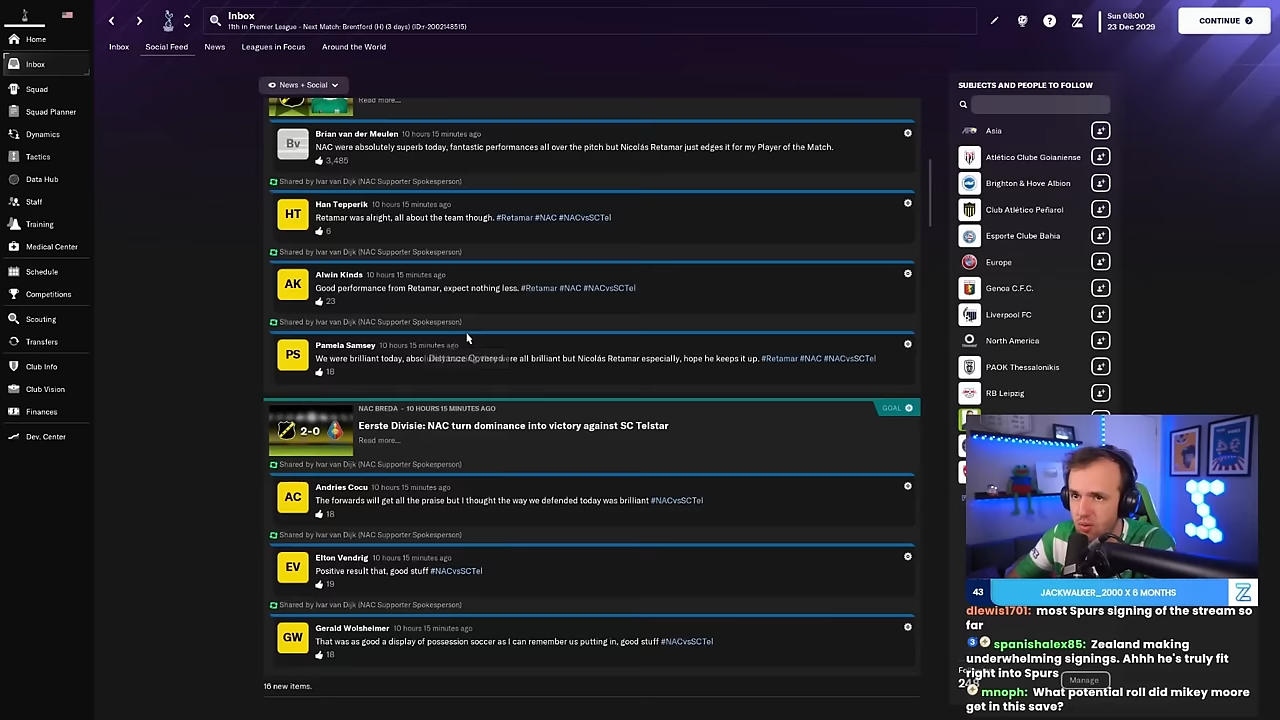 Inbox
11th in Premier League - Next Match: Brentford (H) (3 days) (ID:r-2002148515)
Sun 08:00
23 Dec 2029
CONTINUE
Home
Inbox
Squad
Squad Planner
Dynamics
Tactics
Data Hub
Staff
Training
Medical Center
Schedule
Competitions
Scouting
Transfers
Club Info
Club Vision
Finances
Dev. Center
Inbox
Social Feed
News
Leagues in Focus
Around the World
News + Social
Read more...
Bv
Brian van der Meulen 10 hours 15 minutes ago
NAC were absolutely superb today, fantastic performances all over the pitch but Nicolás Retamar just edges it for my Player of the Match.
3,485
Shared by Ivar van Dijk (NAC Supporter Spokesperson)
HT
Han Tepperik 10 hours 15 minutes ago
Retamar was alright, all about the team though. #Retamar #NAC #NACvsSCTel
6
Shared by Ivar van Dijk (NAC Supporter Spokesperson)
AK
Alwin Kinds 10 hours 15 minutes ago
Good performance from Retamar, expect nothing less. #Retamar #NAC #NACvsSCTel
23
Shared by Ivar van Dijk (NAC Supporter Spokesperson)
PS
Pamela Samsey 10 hours 15 minutes ago
We were brilliant today, were all brilliant but Nicolás Retamar especially, hope he keeps it up. #Retamar #NAC #NACvsSCTel
18
NAC BREDA - 10 HOURS 15 MINUTES AGO
GOAL
2-0
Eerste Divisie: NAC turn dominance into victory against SC Telstar
Read more...
Shared by Ivar van Dijk (NAC Supporter Spokesperson)
AC
Andries Cocu 10 hours 15 minutes ago
The forwards will get all the praise but I thought the way we defended today was brilliant #NACvsSCTel
18
Shared by Ivar van Dijk (NAC Supporter Spokesperson)
EV
Elton Vendrig 10 hours 15 minutes ago
Positive result that, good stuff #NACvsSCTel
19
Shared by Ivar van Dijk (NAC Supporter Spokesperson)
GW
Gerald Wolsheimer 10 hours 15 minutes ago
That was as good a display of possession soccer as I can remember us putting in, good stuff #NACvsSCTel
18
16 new items.
SUBJECTS AND PEOPLE TO FOLLOW
Asia
Atlético Clube Goianiense
Brighton & Hove Albion
Club Atlético Peñarol
Esporte Clube Bahia
Europe
Genoa C.F.C.
Liverpool FC
North America
PAOK Thessalonikis
RB Leipzig
43
JACKWALKER_2000 X 6 MONTHS
dlewis1701: most Spurs signing of the stream so
far
3 spanishalex85: Zealand making
underwhelming signings. Ahhh he's truly fit
right into Spurs
Manage
mnoph: What potential roll did mikey moore
get in this save?